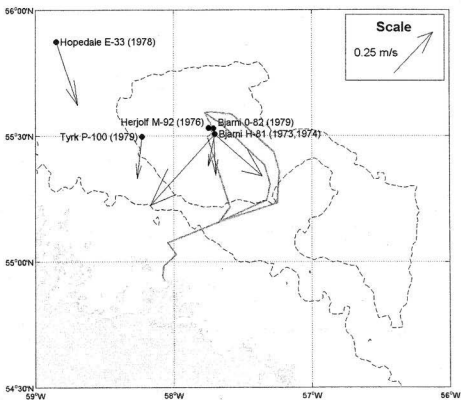 56°00'N
Scale
0.25 m/s
Hopedale E-33 (1978)
Herjolf M-92 (1976)
Bjarni 0-82 (1979)
55°30'N
Tyrk P-100 (1979)
Bjarni H-81 (1973,1974)
55°00'N
54°30'N
59°W
58°W
57°W
56°W